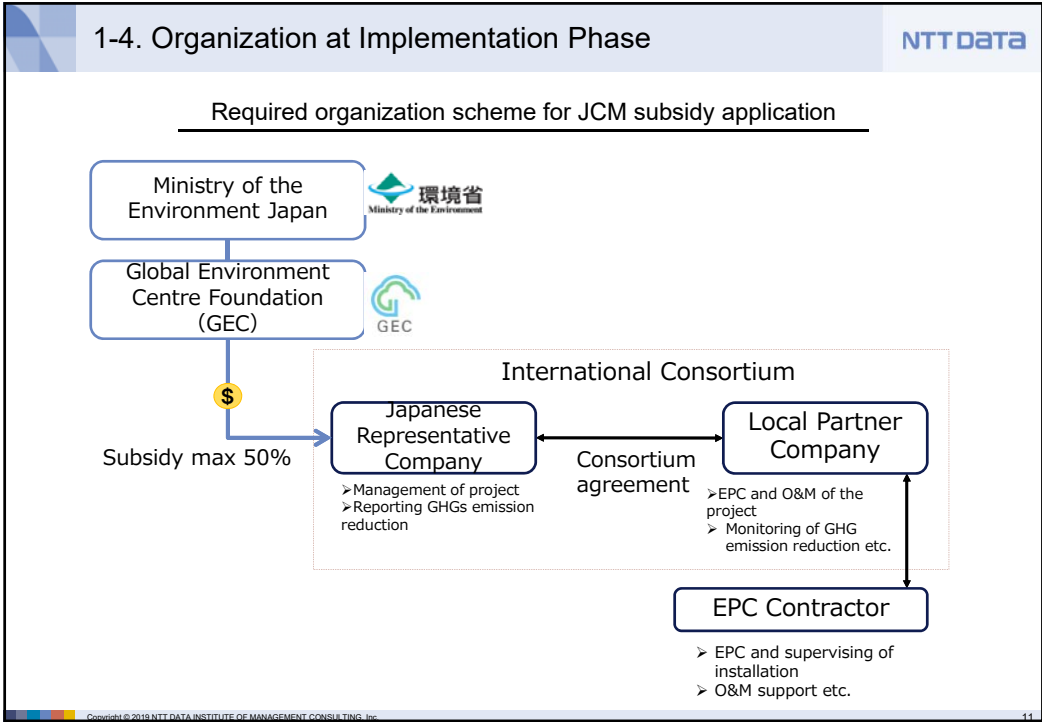 1-4. Organization at Implementation Phase
NTT DATA
Required organization scheme for JCM subsidy application
Ministry of the
Environment Japan
環境省
Ministry of the Environment
Global Environment
Centre Foundation
(GEC)
GEC
International Consortium
$
Subsidy max 50%
Japanese
Representative
Company
Consortium
agreement
Local Partner
Company
➢Management of project
➢Reporting GHGs emission
reduction
➢EPC and O&M of the
project
➢ Monitoring of GHG
emission reduction etc.
EPC Contractor
➢ EPC and supervising of
installation
➢ O&M support etc.
Copyright © 2019 NTT DATA INSTITUTE OF MANAGEMENT CONSULTING, Inc.
11